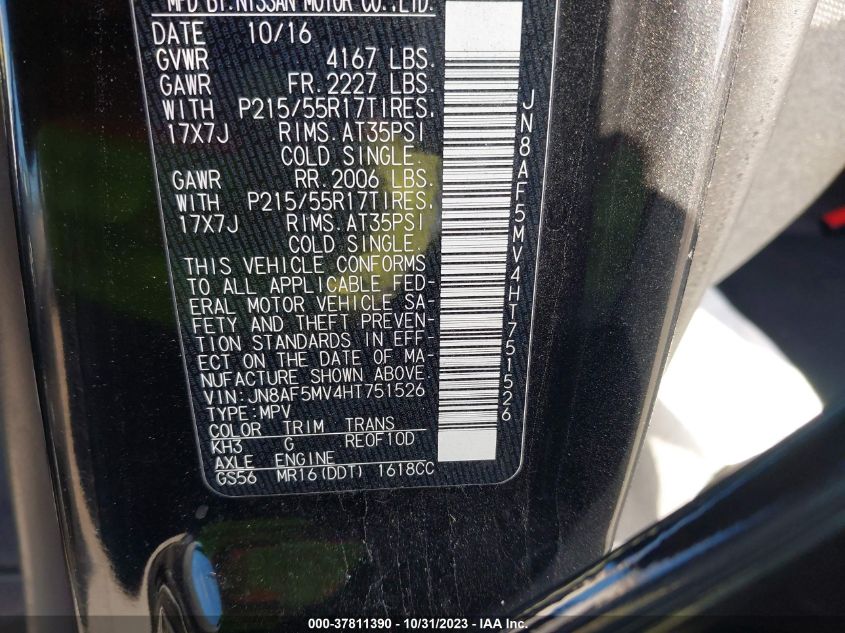 MFD BY:NISSAN MOTOR CO.,LTD.
DATE 10/16
GVWR 4167 LBS.
GAWR FR.2227 LBS.
WITH P215/55R17TIRES.
17X7J RIMS.AT35PSI
COLD SINGLE.
GAWR RR.2006 LBS.
WITH P215/55R17TIRES.
17X7J RIMS.AT35PSI
COLD SINGLE.
THIS VEHICLE CONFORMS
TO ALL APPLICABLE FED-
ERAL MOTOR VEHICLE SA-
FETY AND THEFT PREVEN-
TION STANDARDS IN EFF-
ECT ON THE DATE OF MA-
NUFACTURE SHOWN ABOVE.
VIN:JN8AF5MV4HT751526
TYPE:MPV
COLOR TRIM TRANS
KH3 G RE0F10D
AXLE ENGINE
GS56 MR16(DDT) 1618CC
JN8AF5MV4HT751526
000-37811390 - 10/31/2023 - IAA Inc.